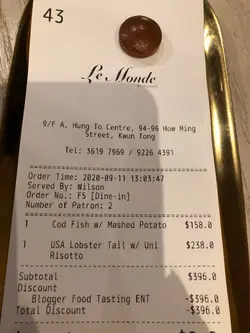 43
Le Monde
9/F A, Hung To Centre, 94-96 How Ming
Street, Kwun Tong
Tel: 3619 7969 / 9226 4391
Order Time: 2020-09-11 13:03:47
Served By: Wilson
Order No.: F5 [Dine-in]
Number of Patron: 2
1 Cod Fish w/ Mashed Potato $158.0
1 USA Lobster Tail w/ Uni $238.0
Risotto
Subtotal $396.0
Discount
Blogger Food Tasting ENT -$396.0
Total Discount -$396.0